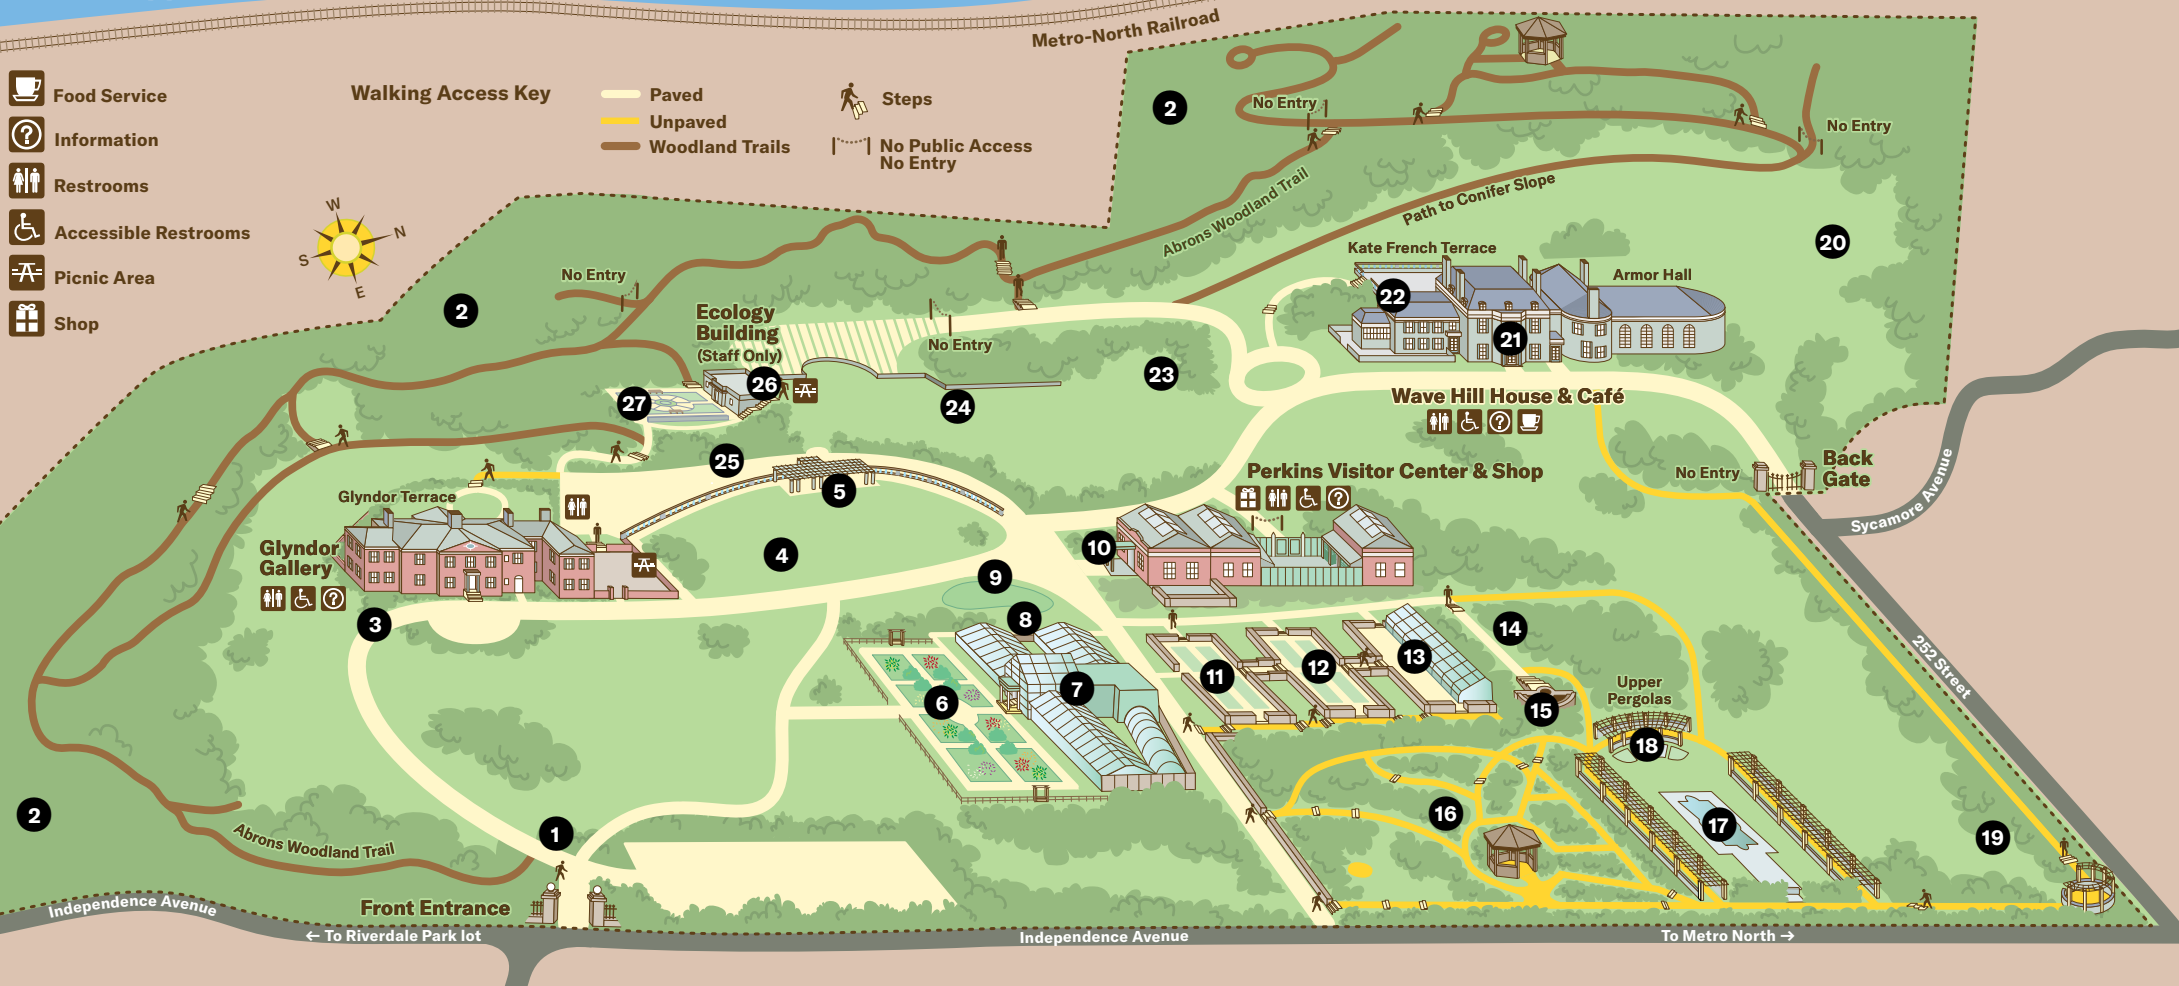 Metro-North Railroad
Food Service
Information
Restrooms
Accessible Restrooms
Picnic Area
Shop
Walking Access Key
Paved
Unpaved
Woodland Trails
Steps
No Public Access
No Entry
W
N
S
E
2
No Entry
No Entry
Abrons Woodland Trail
Path to Conifer Slope
20
Kate French Terrace
Armor Hall
22
21
Wave Hill House & Café
No Entry
2
Ecology
Building
(Staff Only)
No Entry
26
27
24
23
25
5
Perkins Visitor Center & Shop
No Entry
Back
Gate
Sycamore Avenue
252 Street
Glyndor Terrace
Glyndor
Gallery
3
4
10
9
8
7
6
11
12
13
14
15
Upper
Pergolas
18
16
17
19
2
Abrons Woodland Trail
1
Front Entrance
Independence Avenue
← To Riverdale Park lot
Independence Avenue
To Metro North →